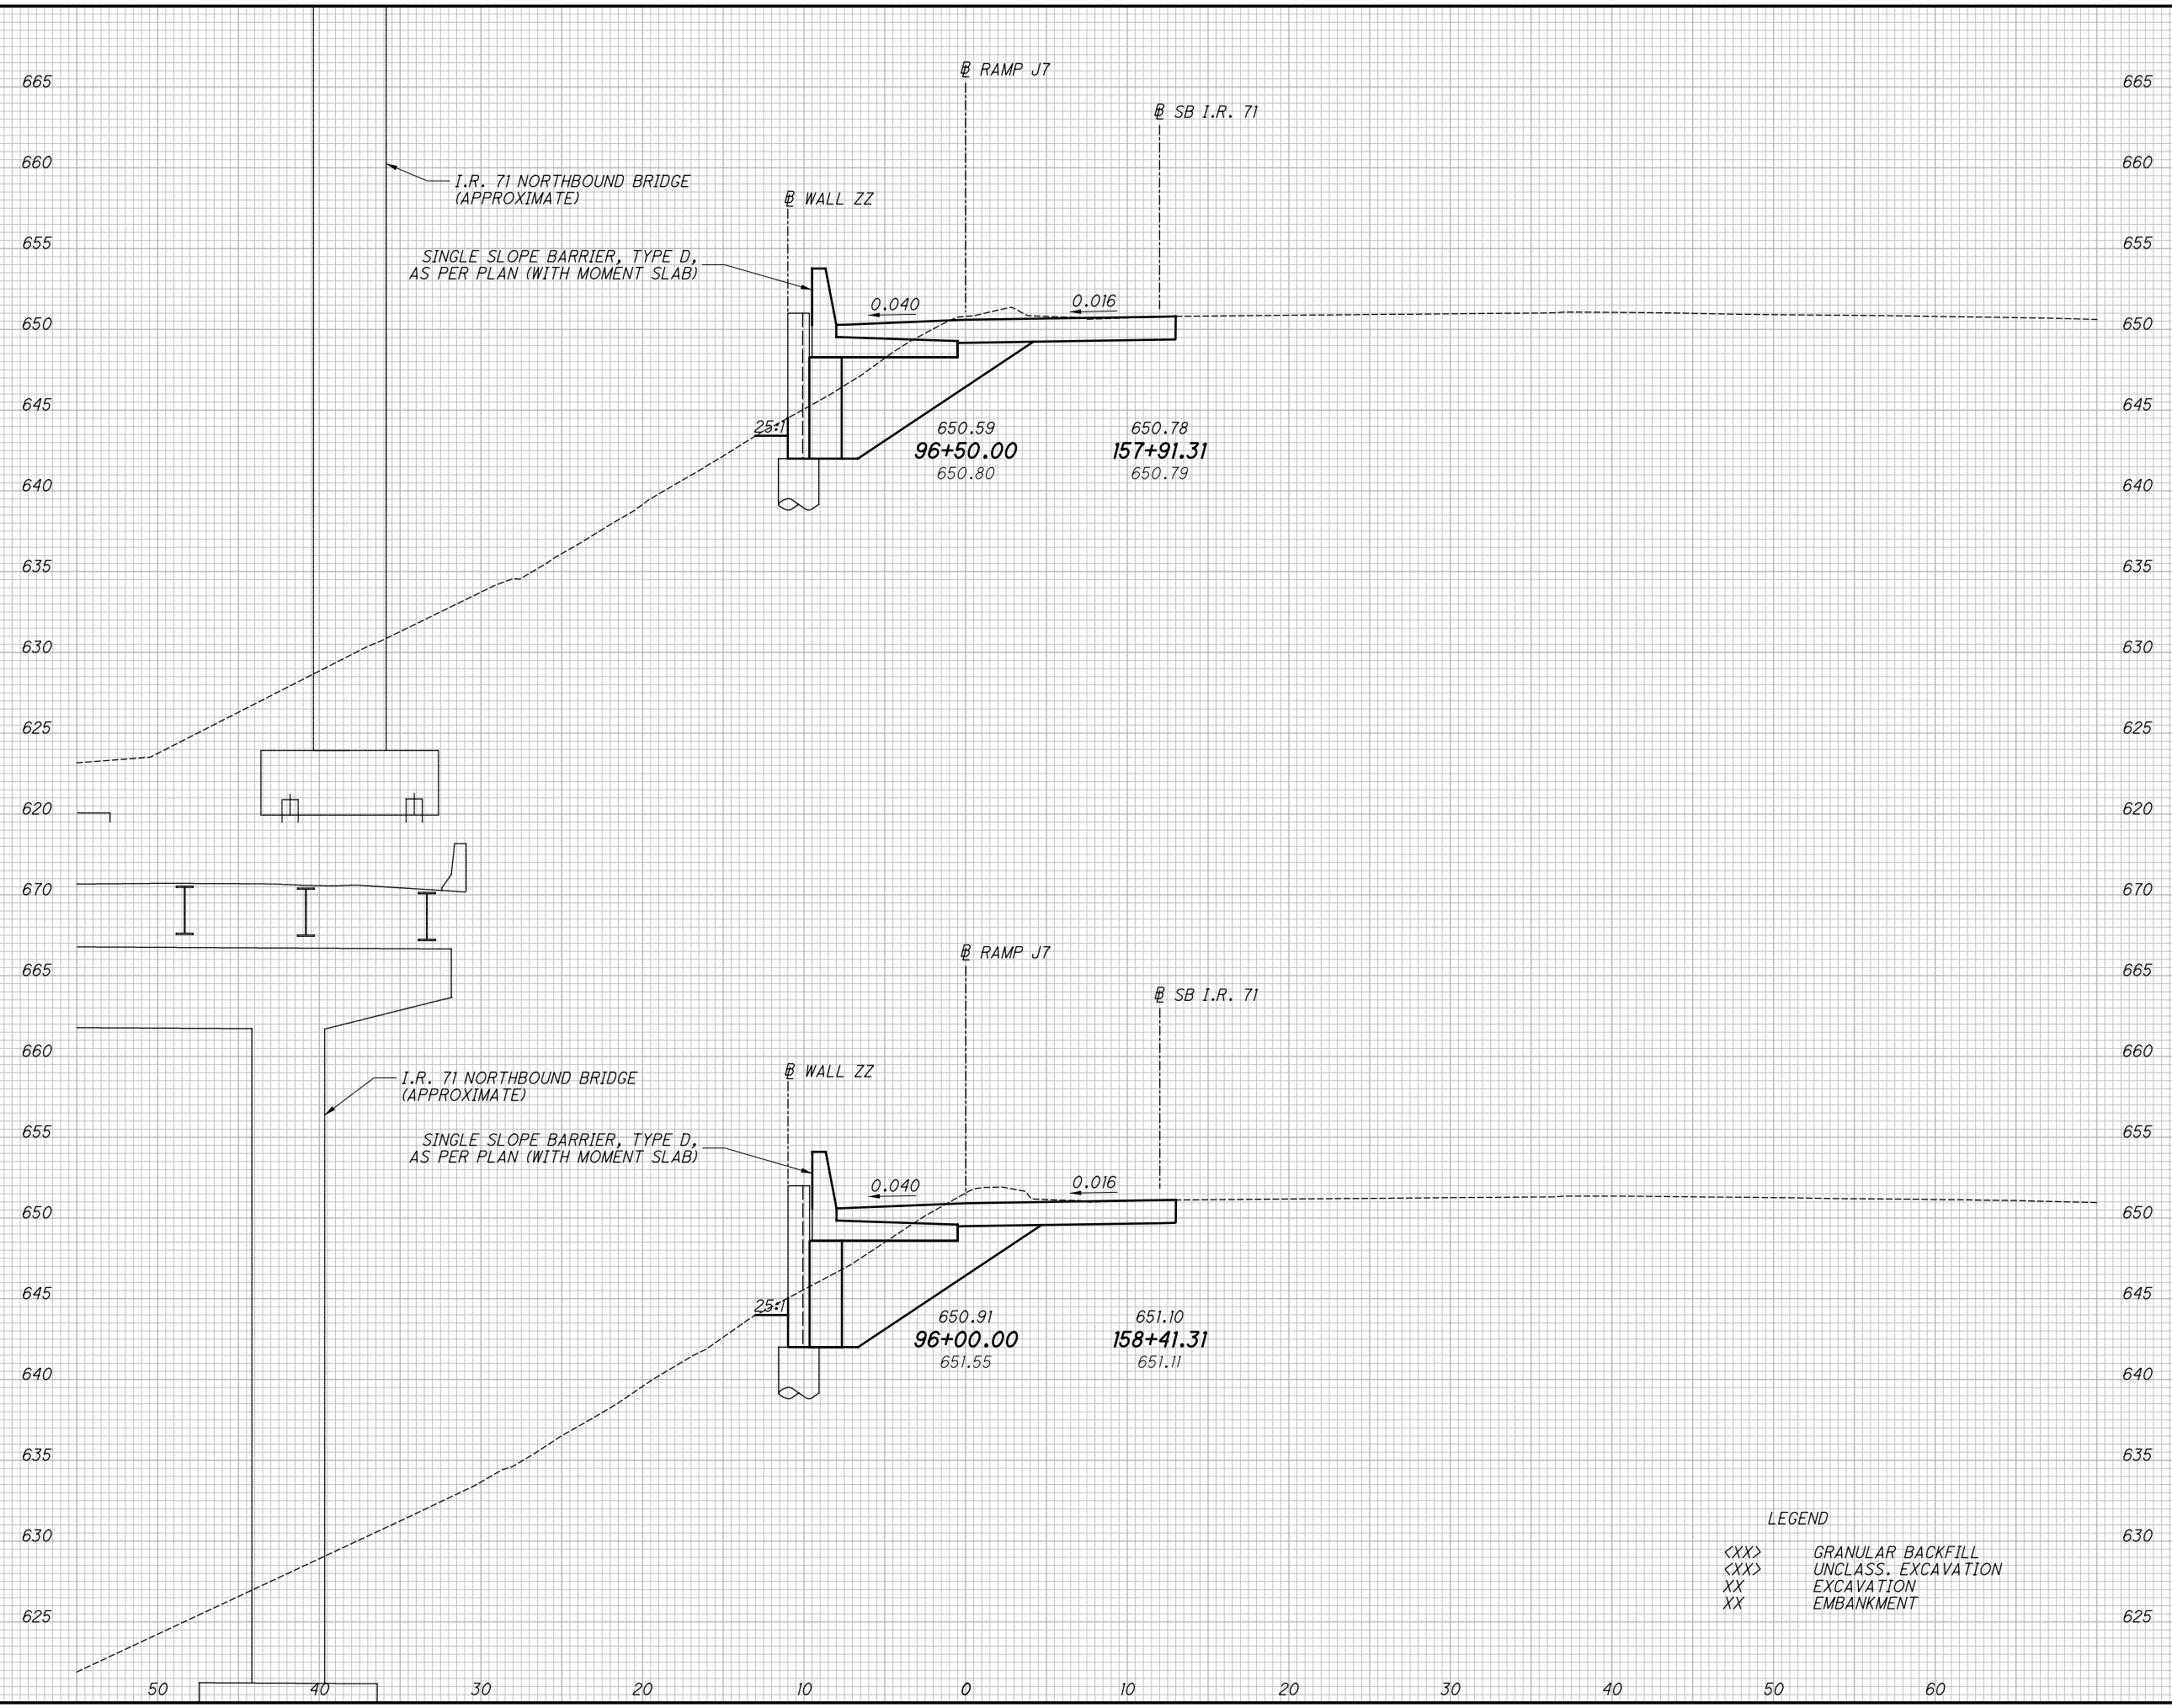 ℄ RAMP J7
665 665
℄ SB I.R. 71
660 660
I.R. 71 NORTHBOUND BRIDGE
(APPROXIMATE)
℄ WALL ZZ
655 655
SINGLE SLOPE BARRIER, TYPE D,
AS PER PLAN (WITH MOMENT SLAB)
0.040 0.016
650 650
645 645
25:1 650.59 650.78
96+50.00 157+91.31
650.80 650.79
640 640
635 635
630 630
625 625
620 620
670 670
℄ RAMP J7
665 665
℄ SB I.R. 71
660 660
℄ WALL ZZ
I.R. 71 NORTHBOUND BRIDGE
(APPROXIMATE)
655 655
SINGLE SLOPE BARRIER, TYPE D,
AS PER PLAN (WITH MOMENT SLAB)
0.040 0.016
650 650
645 645
25:1 650.91 651.10
96+00.00 158+41.31
651.55 651.11
640 640
635 635
LEGEND
630 630
<XX> GRANULAR BACKFILL
<XX> UNCLASS. EXCAVATION
XX EXCAVATION
XX EMBANKMENT
625 625
50 40 30 20 10 0 10 20 30 40 50 60